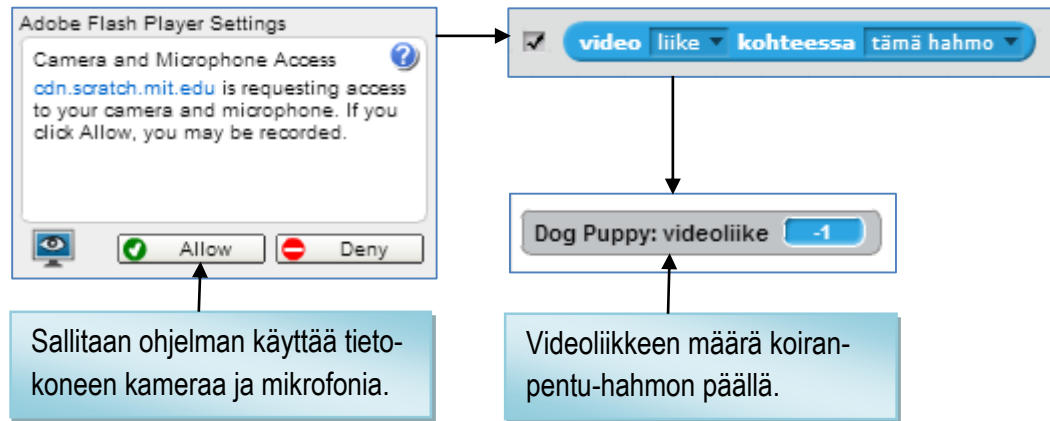 Adobe Flash Player Settings
Camera and Microphone Access
?
cdn.scratch.mit.edu is requesting access
to your camera and microphone. If you
click Allow, you may be recorded.
Allow
Deny
video liike kohteessa tämä hahmo
Dog Puppy: videoliike -1
Sallitaan ohjelman käyttää tieto-
koneen kameraa ja mikrofonia.
Videoliikkeen määrä koiran-
pentu-hahmon päällä.